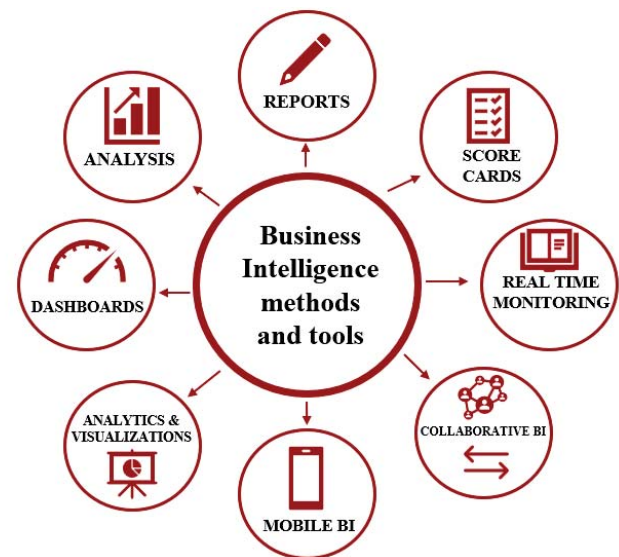 REPORTS
ANALYSIS
SCORE
CARDS
Business
Intelligence
methods
and tools
DASHBOARDS
REAL TIME
MONITORING
ANALYTICS &
VISUALIZATIONS
COLLABORATIVE BI
MOBILE BI